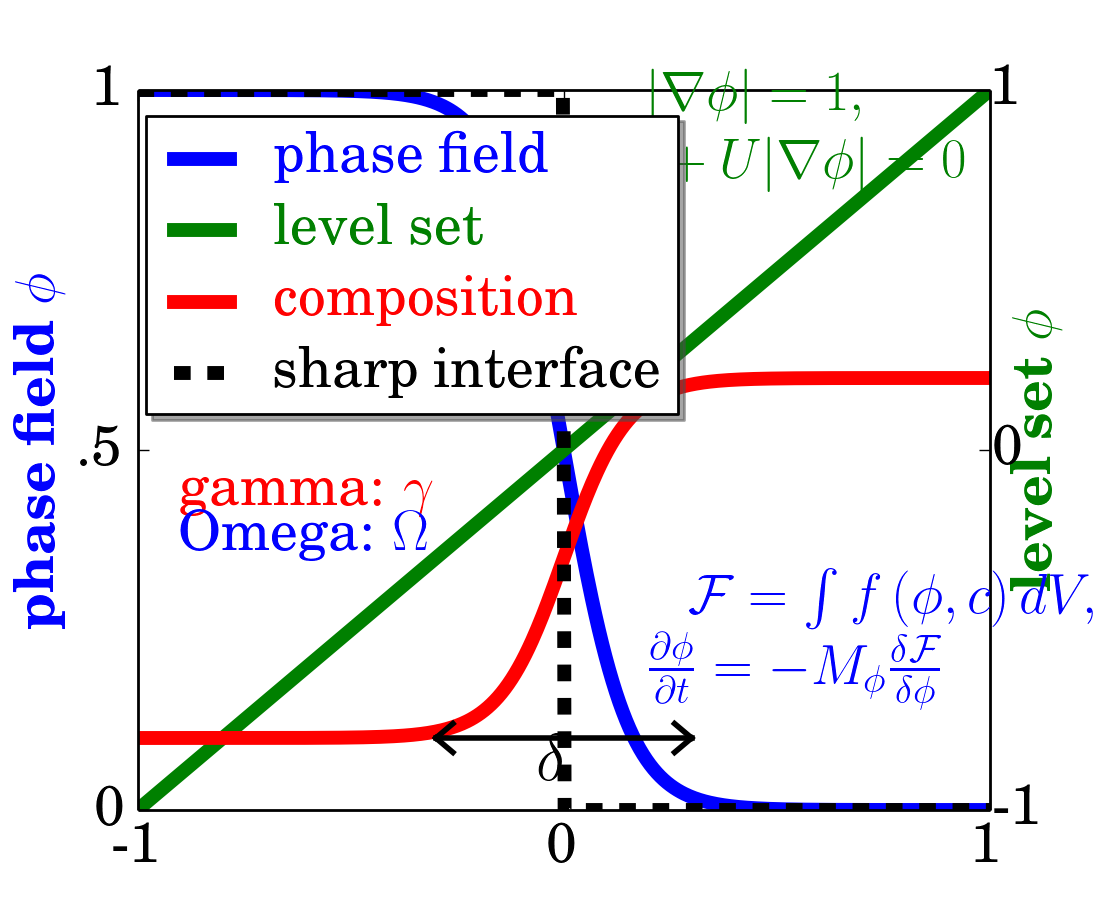 1
|∇ϕ| = 1,
1
+ U|∇ϕ| = 0
phase field
level set
composition
sharp interface
phase field ϕ
level set ϕ
.5
0
gamma: γ
Omega: Ω
ℱ = ∫ f (ϕ, c) dV,
∂ϕ/∂t = −M_ϕ δℱ/δϕ
δ
0
-1
-1
0
1